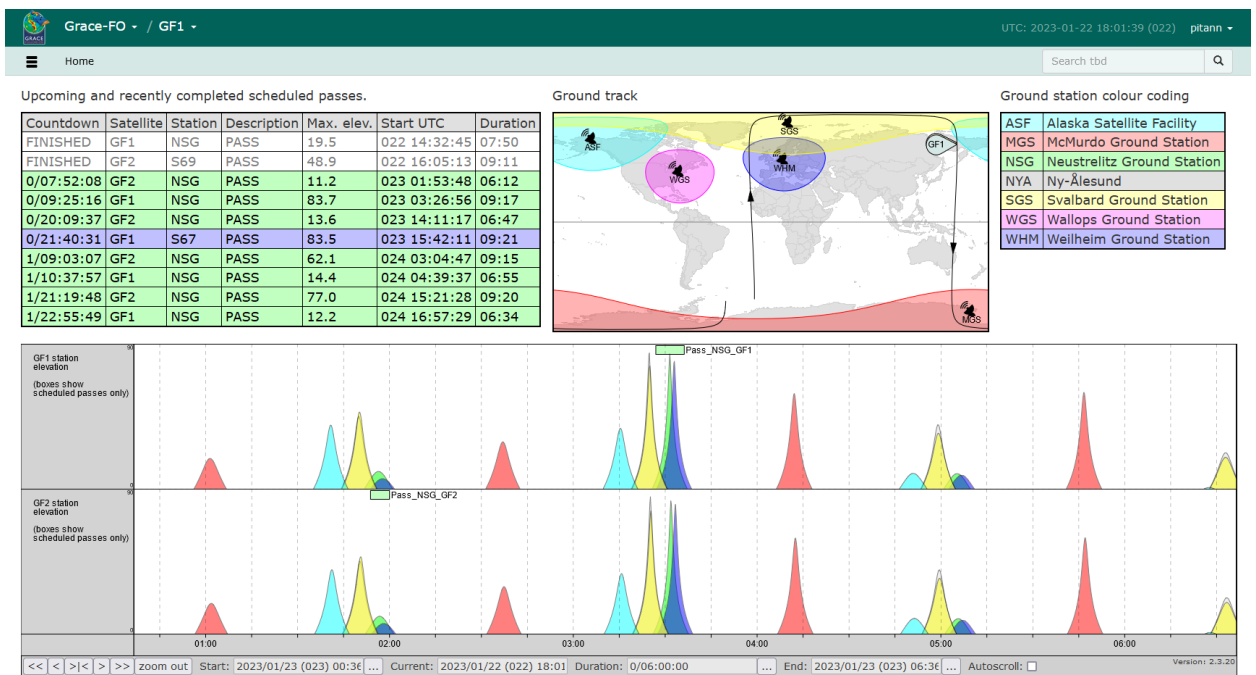 GRACE Grace-FO / GF1 UTC: 2023-01-22 18:01:39 (022) pitann
Home Search tbd
Upcoming and recently completed scheduled passes. Ground track Ground station colour coding
Countdown Satellite Station Description Max. elev. Start UTC Duration
FINISHED GF1 NSG PASS 19.5 022 14:32:45 07:50
FINISHED GF2 S69 PASS 48.9 022 16:05:13 09:11
0/07:52:08 GF2 NSG PASS 11.2 023 01:53:48 06:12
0/09:25:16 GF1 NSG PASS 83.7 023 03:26:56 09:17
0/20:09:37 GF2 NSG PASS 13.6 023 14:11:17 06:47
0/21:40:31 GF1 S67 PASS 83.5 023 15:42:11 09:21
1/09:03:07 GF2 NSG PASS 62.1 024 03:04:47 09:15
1/10:37:57 GF1 NSG PASS 14.4 024 04:39:37 06:55
1/21:19:48 GF2 NSG PASS 77.0 024 15:21:28 09:20
1/22:55:49 GF1 NSG PASS 12.2 024 16:57:29 06:34
SGS
ASF
GF1
WHM
WGS
MGS
ASF Alaska Satellite Facility
MGS McMurdo Ground Station
NSG Neustrelitz Ground Station
NYA Ny-Ålesund
SGS Svalbard Ground Station
WGS Wallops Ground Station
WHM Weilheim Ground Station
GF1 station
elevation
(boxes show
scheduled passes only)
90
0
Pass_NSG_GF1
GF2 station
elevation
(boxes show
scheduled passes only)
90
0
Pass_NSG_GF2
01:00 02:00 03:00 04:00 05:00 06:00
<< < >|< > >> zoom out Start: 2023/01/23 (023) 00:36 ... Current: 2023/01/22 (022) 18:01 Duration: 0/06:00:00 ... End: 2023/01/23 (023) 06:36 ... Autoscroll: Version: 2.3.20